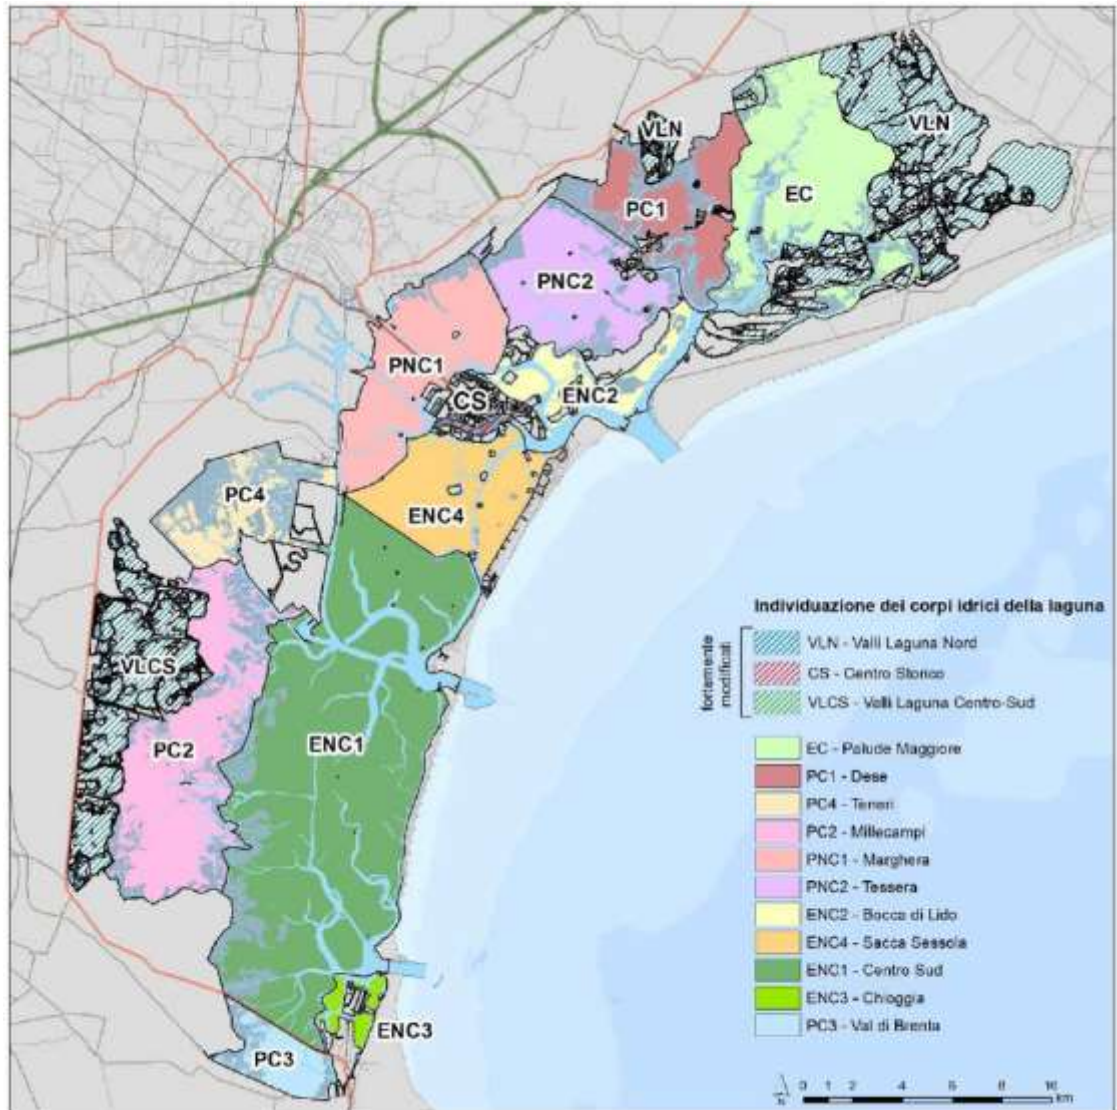 VLN
VLN
EC
PC1
PNC2
PNC1
CS
ENC2
PC4
ENC4
VLCS
PC2
ENC1
ENC3
PC3
Individuazione dei corpi idrici della laguna
fortemente
modificati
VLN - Valli Laguna Nord
CS - Centro Storico
VLCS - Valli Laguna Centro-Sud
EC - Palude Maggiore
PC1 - Dese
PC4 - Teneri
PC2 - Millecampi
PNC1 - Marghera
PNC2 - Tessera
ENC2 - Bocca di Lido
ENC4 - Sacca Sessola
ENC1 - Centro Sud
ENC3 - Chioggia
PC3 - Val di Brenta
N
0 1 2 4 6 8 10
km